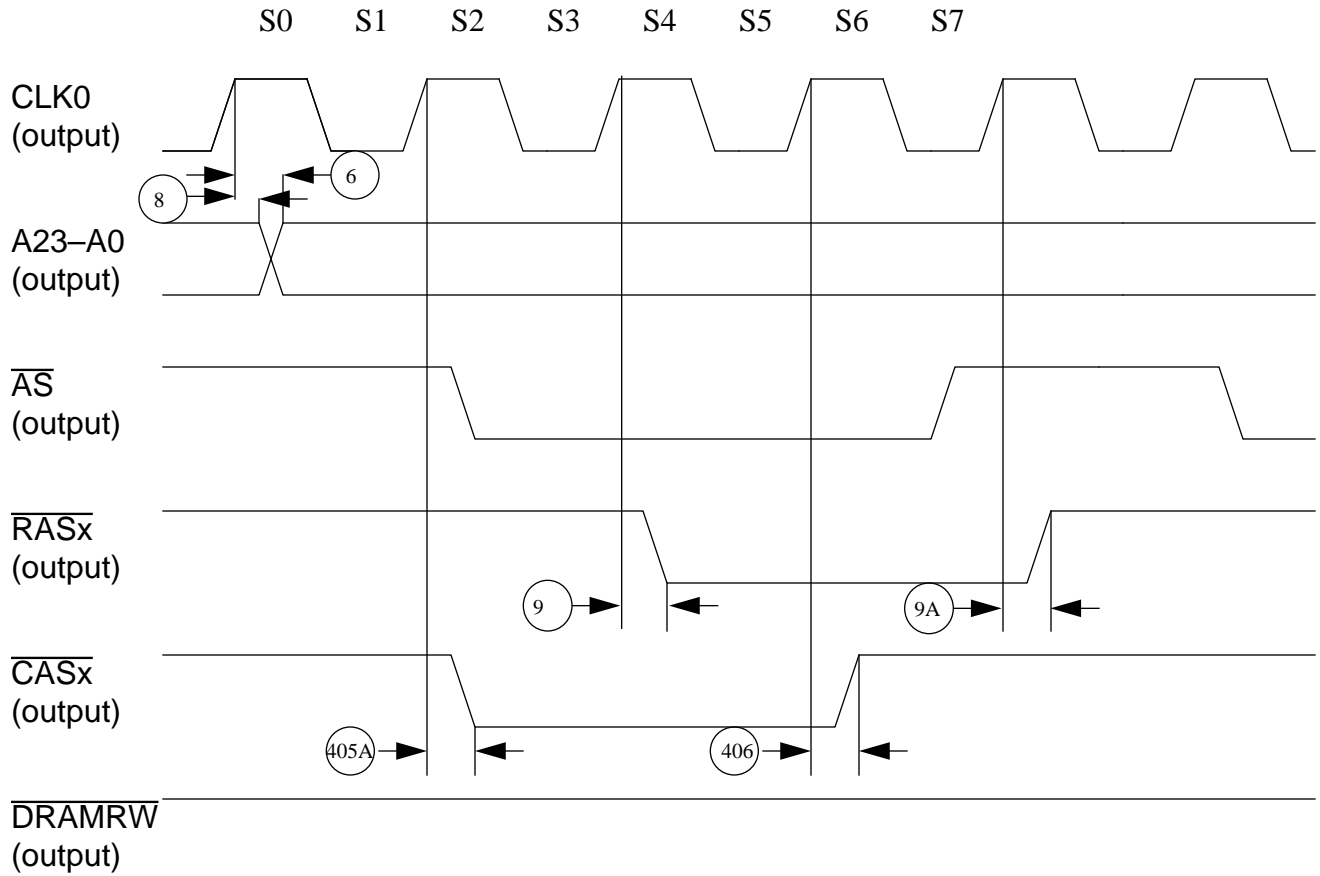 S0 S1 S2 S3 S4 S5 S6 S7
CLK0
(output)
6
8
A23–A0
(output)
AS
(output)
RASx
(output)
9
9A
CASx
(output)
405A
406
DRAMRW
(output)